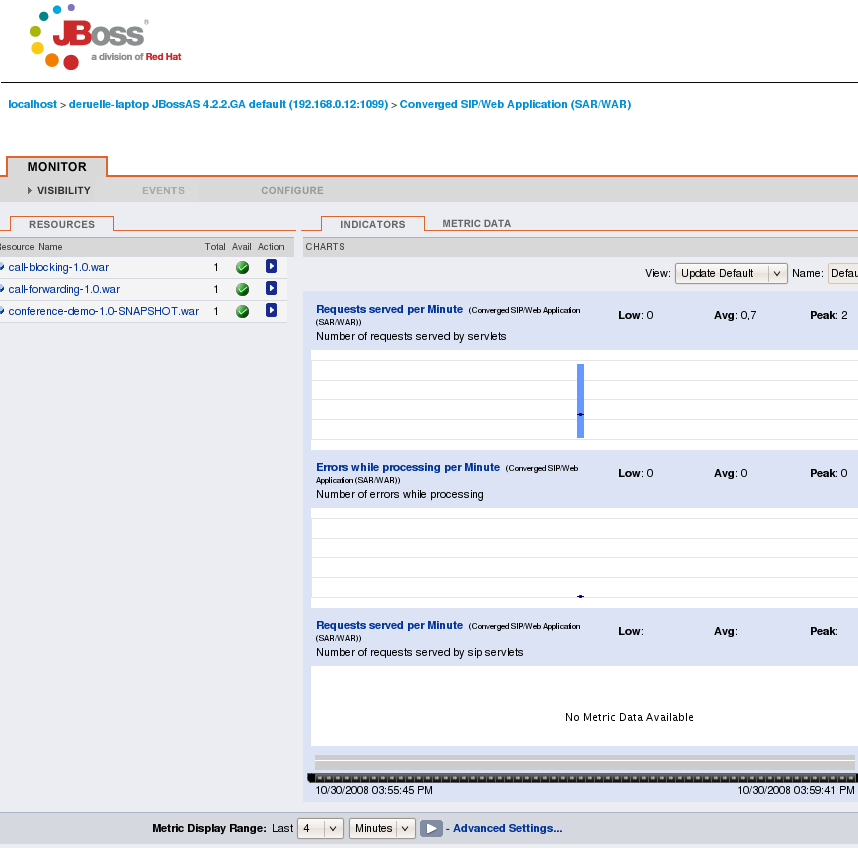 JBoss®
a division of Red Hat
localhost > deruelle-laptop JBossAS 4.2.2.GA default (192.168.0.12:1099) > Converged SIP/Web Application (SAR/WAR)
MONITOR
VISIBILITY EVENTS CONFIGURE
RESOURCES
INDICATORS METRIC DATA
Resource Name Total Avail Action
CHARTS
call-blocking-1.0.war 1
call-forwarding-1.0.war 1
conference-demo-1.0-SNAPSHOT.war 1
View: Update Default Name: Defau
Requests served per Minute (Converged SIP/Web Application
(SAR/WAR))
Low: 0 Avg: 0,7 Peak: 2
Number of requests served by servlets
Errors while processing per Minute (Converged SIP/Web
Application (SAR/WAR))
Low: 0 Avg: 0 Peak: 0
Number of errors while processing
Requests served per Minute (Converged SIP/Web Application
(SAR/WAR))
Low: Avg: Peak:
Number of requests served by sip servlets
No Metric Data Available
10/30/2008 03:55:45 PM 10/30/2008 03:59:41 PM
Metric Display Range: Last 4 Minutes - Advanced Settings...